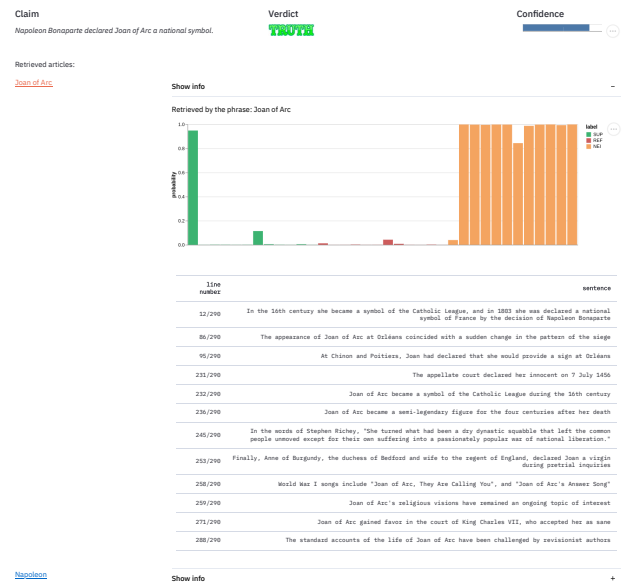 Claim
Verdict
Confidence
Napoleon Bonaparte declared Joan of Arc a national symbol.
TRUTH
Retrieved articles:
Joan of Arc
Show info
Retrieved by the phrase: Joan of Arc
probability
1.0
0.8
0.6
0.4
0.2
0.0
label
SUP
REF
NEI
line number
sentence
12/290
In the 16th century she became a symbol of the Catholic League, and in 1803 she was declared a national
symbol of France by the decision of Napoleon Bonaparte
86/290
The appearance of Joan of Arc at Orléans coincided with a sudden change in the pattern of the siege
95/290
At Chinon and Poitiers, Joan had declared that she would provide a sign at Orléans
231/290
The appellate court declared her innocent on 7 July 1456
232/290
Joan of Arc became a symbol of the Catholic League during the 16th century
236/290
Joan of Arc became a semi-legendary figure for the four centuries after her death
245/290
In the words of Stephen Richey, "She turned what had been a dry dynastic squabble that left the common
people unmoved except for their own suffering into a passionately popular war of national liberation."
253/290
Finally, Anne of Burgundy, the duchess of Bedford and wife to the regent of England, declared Joan a virgin
during pretrial inquiries
258/290
World War I songs include "Joan of Arc, They Are Calling You", and "Joan of Arc's Answer Song"
259/290
Joan of Arc's religious visions have remained an ongoing topic of interest
271/290
Joan of Arc gained favor in the court of King Charles VII, who accepted her as sane
288/290
The standard accounts of the life of Joan of Arc have been challenged by revisionist authors
Napoleon
Show info